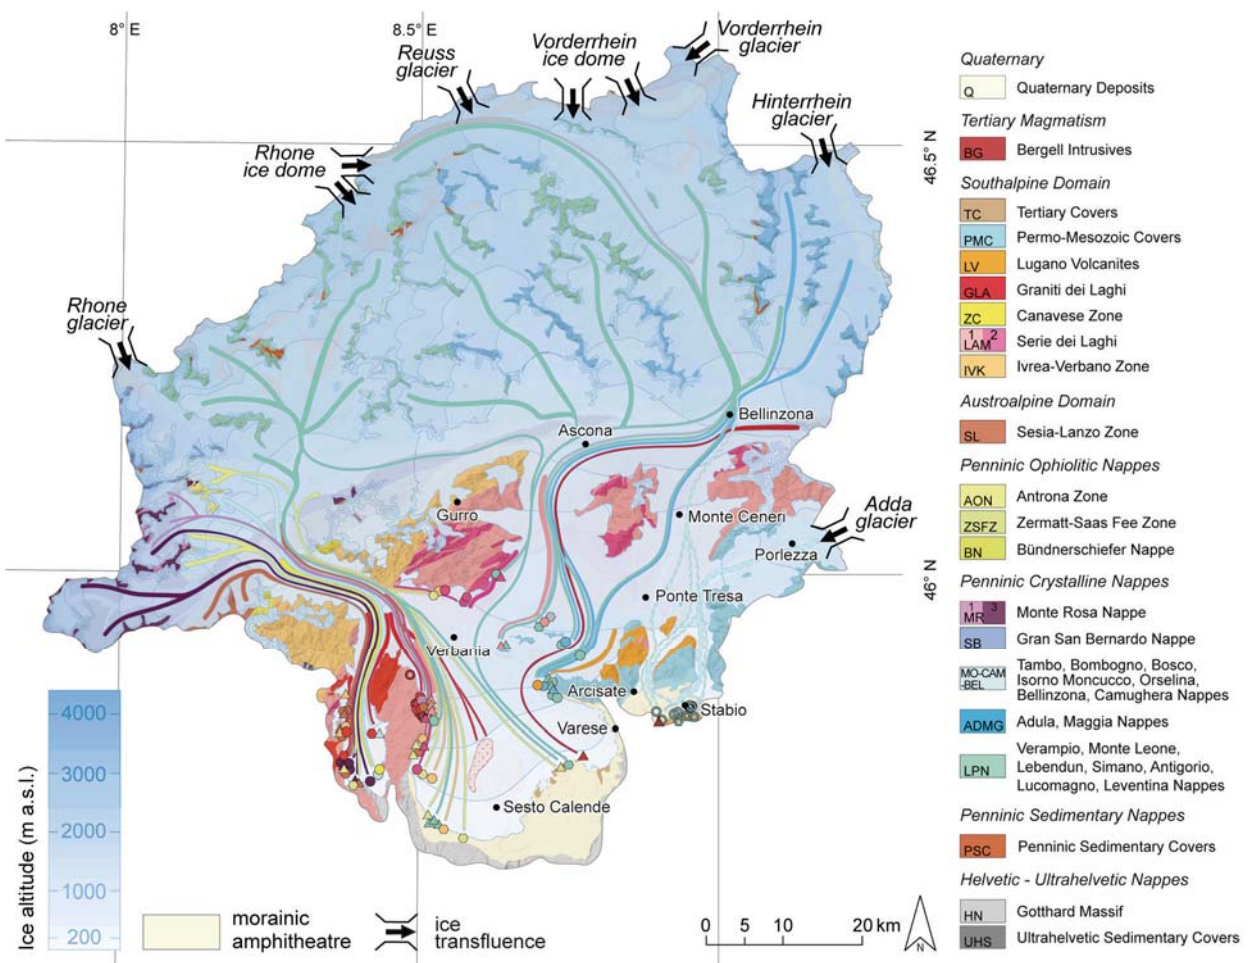 8° E
8.5° E
Reuss
glacier
Vorderrhein
ice dome
Vorderrhein
glacier
Hinterrhein
glacier
Rhone
ice dome
46.5° N
Rhone
glacier
Bellinzona
Ascona
Gurro
Monte Ceneri
Adda
glacier
Porlezza
46° N
Ponte Tresa
Verbania
Arcisate
Stabio
Varese
Sesto Calende
Ice altitude (m a.s.l.)
4000
3000
2000
1000
200
morainic
amphitheatre
ice
transfluence
0 5 10 20 km
N
Quaternary
Q Quaternary Deposits
Tertiary Magmatism
BG Bergell Intrusives
Southalpine Domain
TC Tertiary Covers
PMC Permo-Mesozoic Covers
LV Lugano Volcanites
GLA Graniti dei Laghi
ZC Canavese Zone
1 2
LAM Serie dei Laghi
IVK Ivrea-Verbano Zone
Austroalpine Domain
SL Sesia-Lanzo Zone
Penninic Ophiolitic Nappes
AON Antrona Zone
ZSFZ Zermatt-Saas Fee Zone
BN Bündnerschiefer Nappe
Penninic Crystalline Nappes
1 3
MR Monte Rosa Nappe
SB Gran San Bernardo Nappe
MO-CAM
-BEL
Tambo, Bombogno, Bosco,
Isorno Moncucco, Orselina,
Bellinzona, Camughera Nappes
ADMG Adula, Maggia Nappes
LPN
Verampio, Monte Leone,
Lebendun, Simano, Antigorio,
Lucomagno, Leventina Nappes
Penninic Sedimentary Nappes
PSC Penninic Sedimentary Covers
Helvetic - Ultrahelvetic Nappes
HN Gotthard Massif
UHS Ultrahelvetic Sedimentary Covers